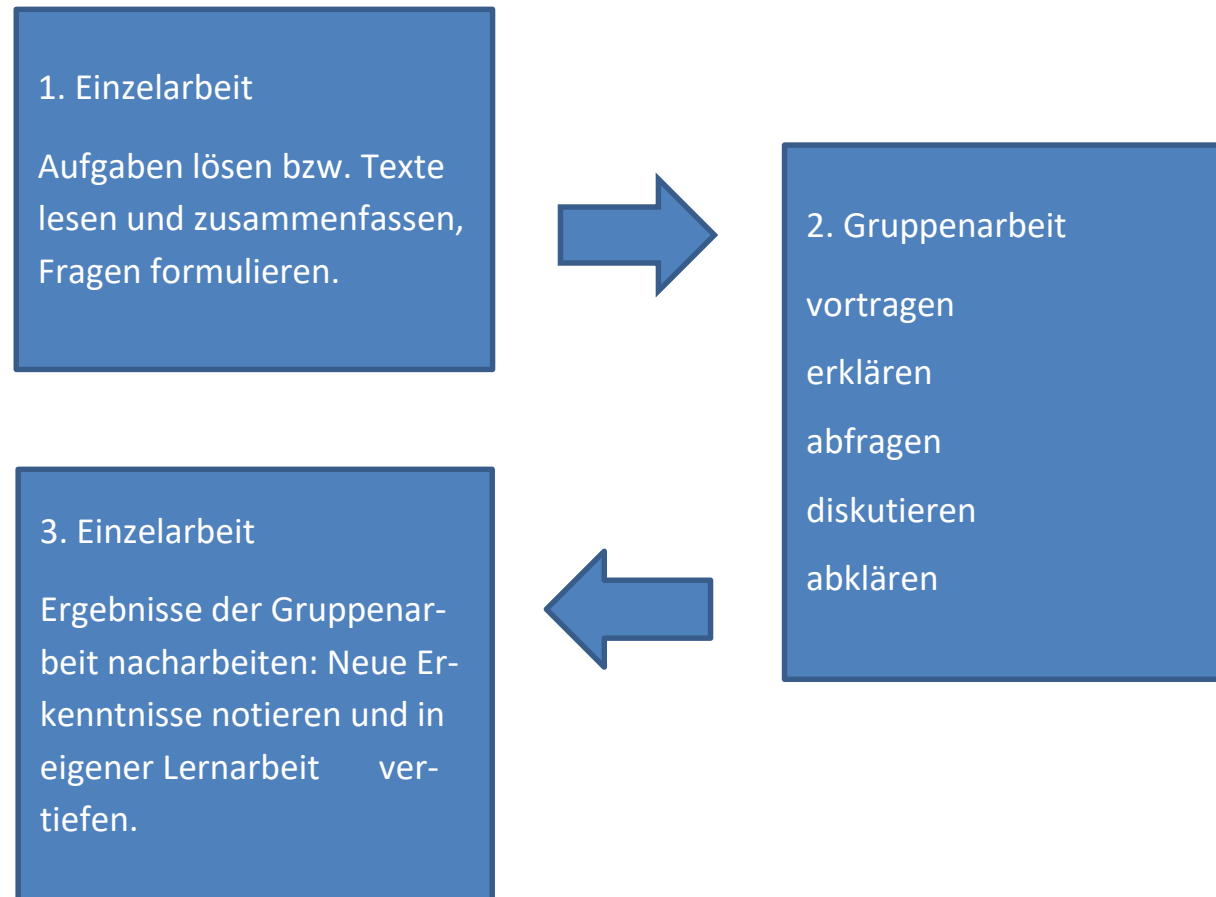 1. Einzelarbeit
Aufgaben lösen bzw. Texte
lesen und zusammenfassen,
Fragen formulieren.
2. Gruppenarbeit
vortragen
erklären
abfragen
diskutieren
abklären
3. Einzelarbeit
Ergebnisse der Gruppenar-
beit nacharbeiten: Neue Er-
kenntnisse notieren und in
eigener Lernarbeit ver-
tiefen.